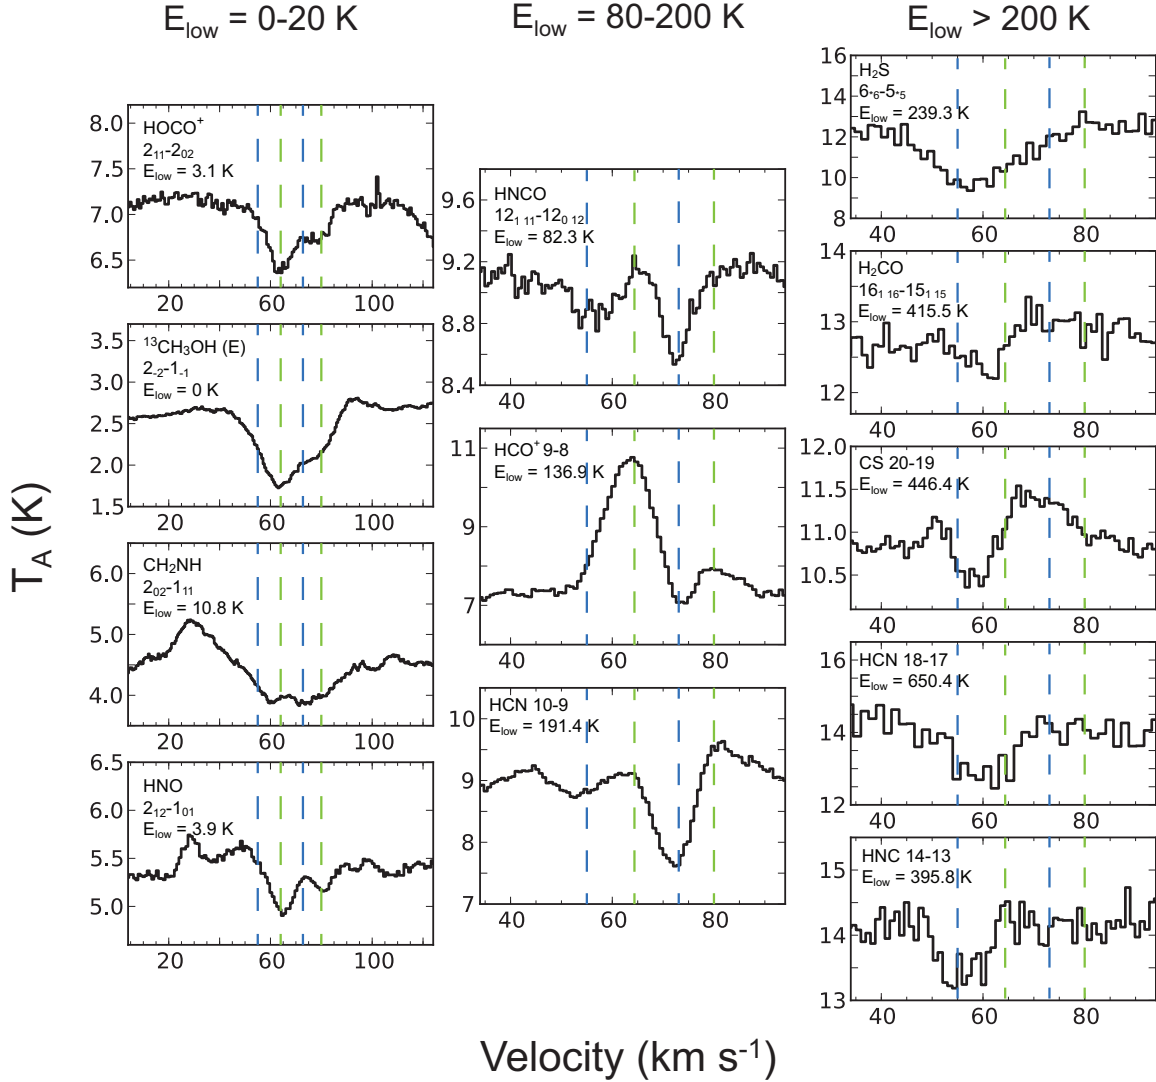 E_low = 0-20 K
E_low = 80-200 K
E_low > 200 K
T_A (K)
HOCO⁺
2₁₁-2₀₂
E_low = 3.1 K
8.0
7.5
7.0
6.5
20 60 100
¹³CH₃OH (E)
2₋₂-1₋₁
E_low = 0 K
3.5
3.0
2.5
2.0
1.5
20 60 100
CH₂NH
2₀₂-1₁₁
E_low = 10.8 K
6.0
5.0
4.0
20 60 100
HNO
2₁₂-1₀₁
E_low = 3.9 K
6.5
6.0
5.5
5.0
20 60 100
HNCO
12₁ ₁₁-12₀ ₁₂
E_low = 82.3 K
9.6
9.2
8.8
8.4
40 60 80
HCO⁺ 9-8
E_low = 136.9 K
11
9
7
40 60 80
HCN 10-9
E_low = 191.4 K
10
9
8
7
40 60 80
H₂S
6*₆-5*₅
E_low = 239.3 K
16
14
12
10
8
40 60 80
H₂CO
16₁ ₁₆-15₁ ₁₅
E_low = 415.5 K
14
13
12
40 60 80
CS 20-19
E_low = 446.4 K
12.0
11.5
11.0
10.5
40 60 80
HCN 18-17
E_low = 650.4 K
16
14
12
40 60 80
HNC 14-13
E_low = 395.8 K
15
14
13
40 60 80
Velocity (km s⁻¹)